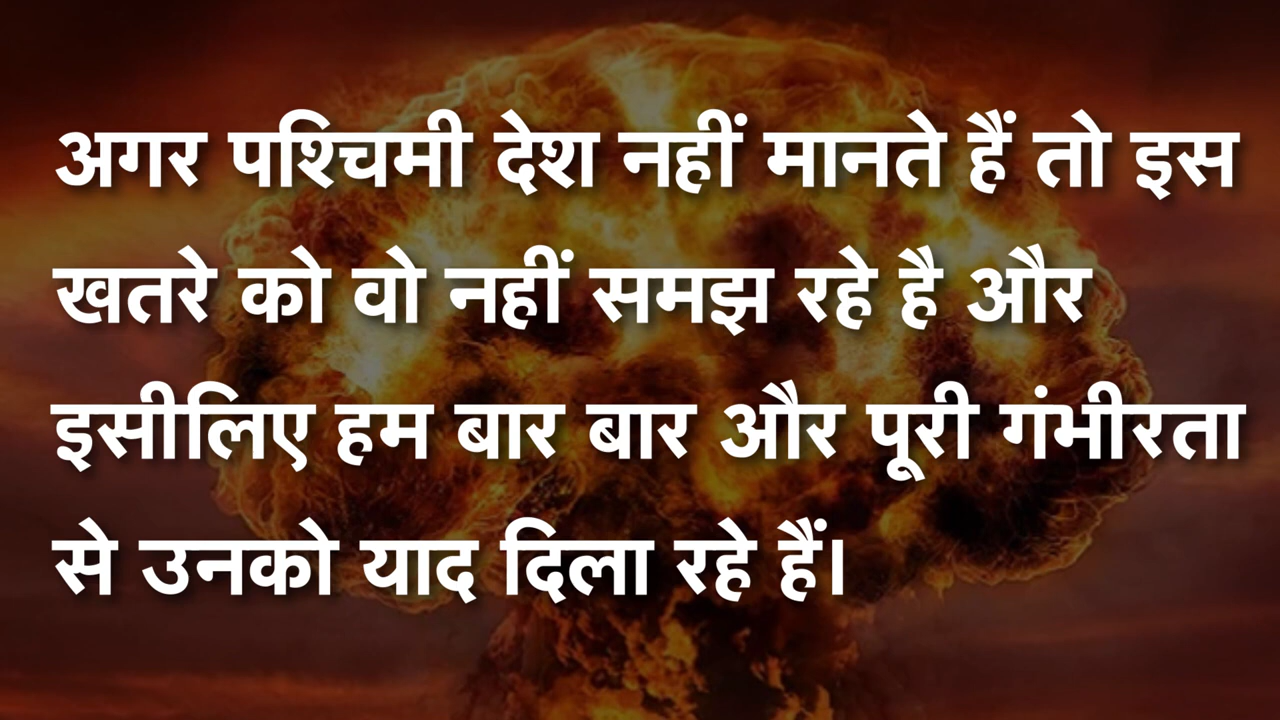 अगर पश्चिमी देश नहीं मानते हैं तो इस
खतरे को वो नहीं समझ रहे है और
इसीलिए हम बार बार और पूरी गंभीरता
से उनको याद दिला रहे हैं।